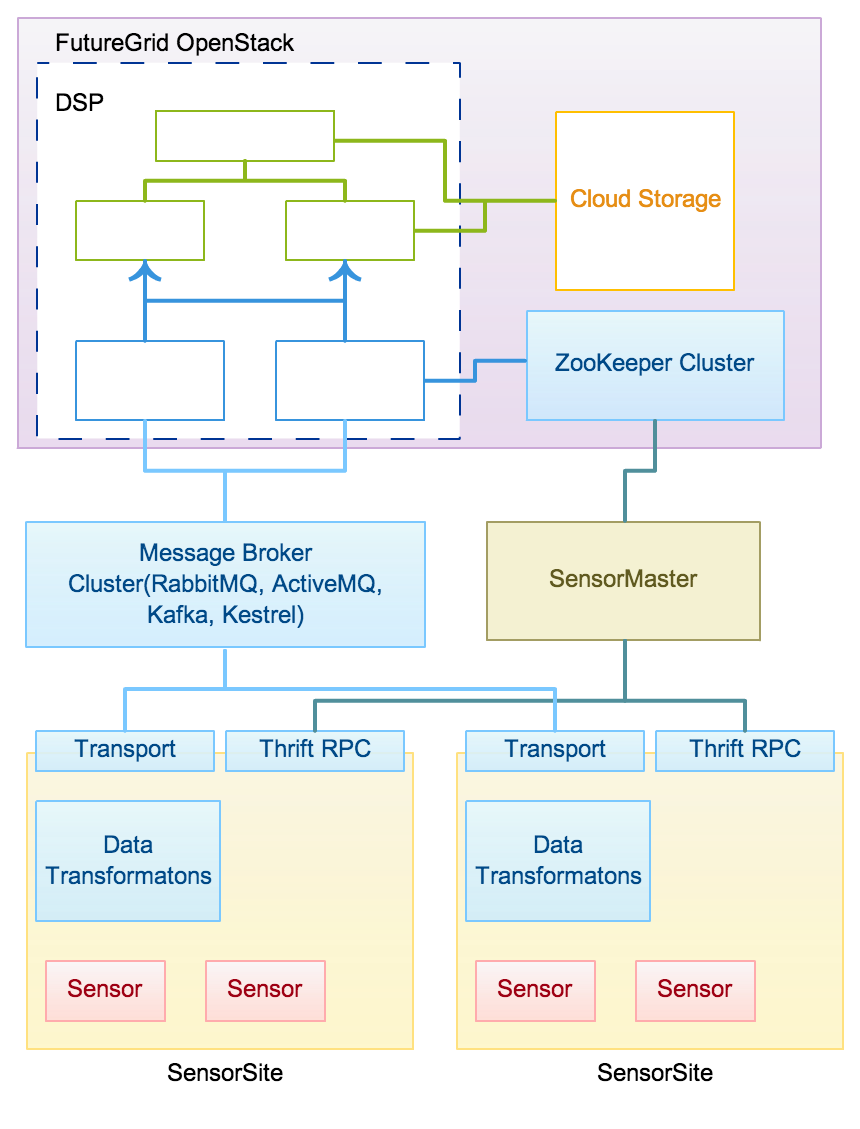 FutureGrid OpenStack
DSP
Cloud Storage
ZooKeeper Cluster
Message Broker
Cluster(RabbitMQ, ActiveMQ,
Kafka, Kestrel)
SensorMaster
Transport
Thrift RPC
Transport
Thrift RPC
Data
Transformatons
Data
Transformatons
Sensor
Sensor
Sensor
Sensor
SensorSite
SensorSite